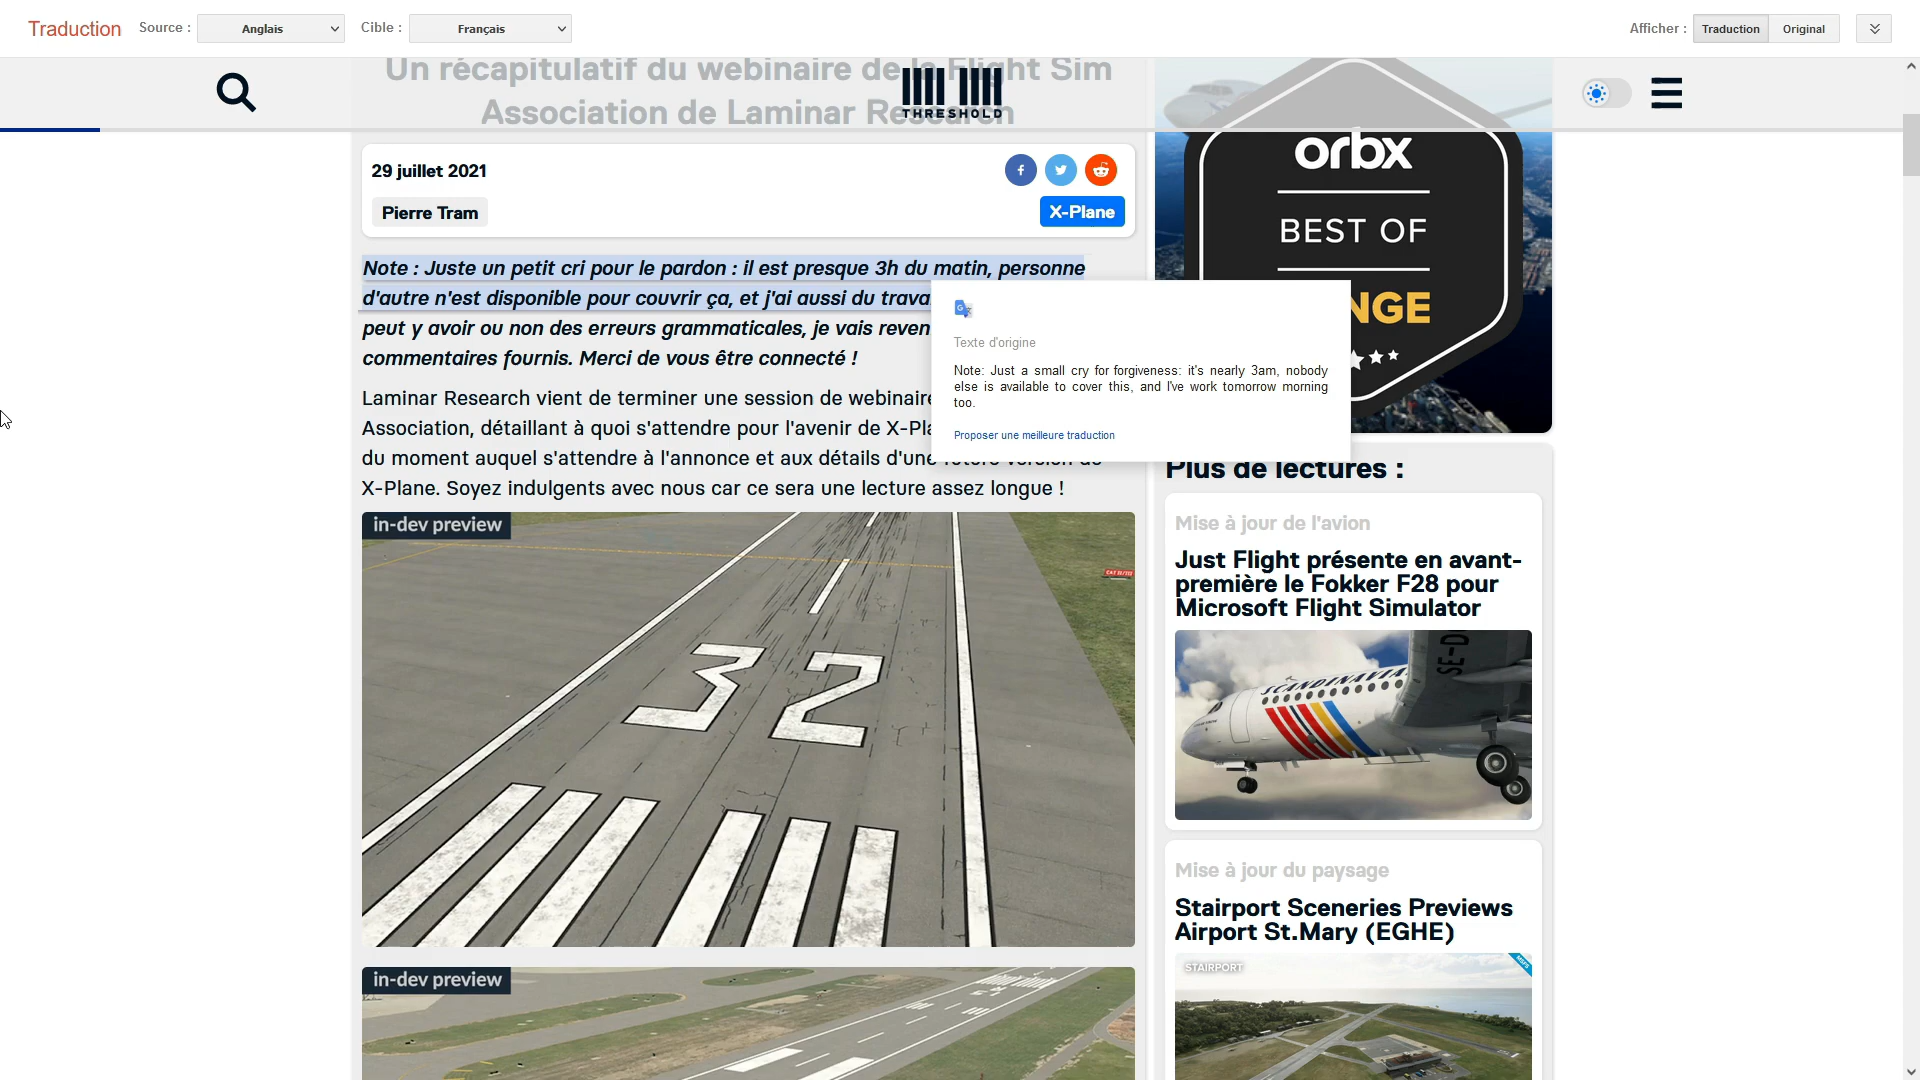 Traduction
Source :
Anglais
Cible :
Français
Afficher :
Traduction
Original
Un récapitulatif du webinaire de la Flight Sim
Association de Laminar Research
THRESHOLD
29 juillet 2021
Pierre Tram
X-Plane
Note : Juste un petit cri pour le pardon : il est presque 3h du matin, personne
d'autre n'est disponible pour couvrir ça, et j'ai aussi du
peut y avoir ou non des erreurs grammaticales, je vais
commentaires fournis. Merci de vous être connecté !
Laminar Research vient de terminer une session de webinaire
Association, détaillant à quoi s'attendre pour l'avenir de
du moment auquel s'attendre à l'annonce et aux détails d'une
X-Plane. Soyez indulgents avec nous car ce sera une lecture assez longue !
Texte d'origine
Note: Just a small cry for forgiveness: it's nearly 3am, nobody
else is available to cover this, and I've work tomorrow morning
too.
Proposer une meilleure traduction
in-dev preview
32
in-dev preview
orbx
BEST OF
NGE
Plus de lectures :
Mise à jour de l'avion
Just Flight présente en avant-
première le Fokker F28 pour
Microsoft Flight Simulator
SCANDINAVIA
SE-D
Mise à jour du paysage
Stairport Sceneries Previews
Airport St.Mary (EGHE)
STAIRPORT
MSFS